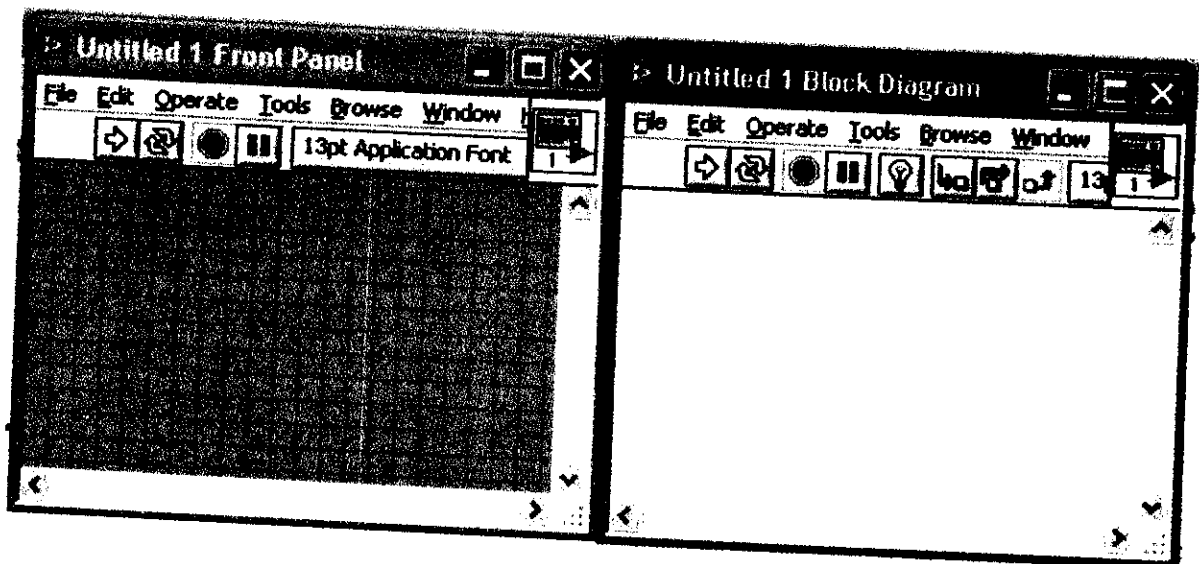 Untitled 1 Front Panel
File Edit Operate Tools Browse Window H
13pt Application Font
1
Untitled 1 Block Diagram
File Edit Operate Tools Browse Window
13
1